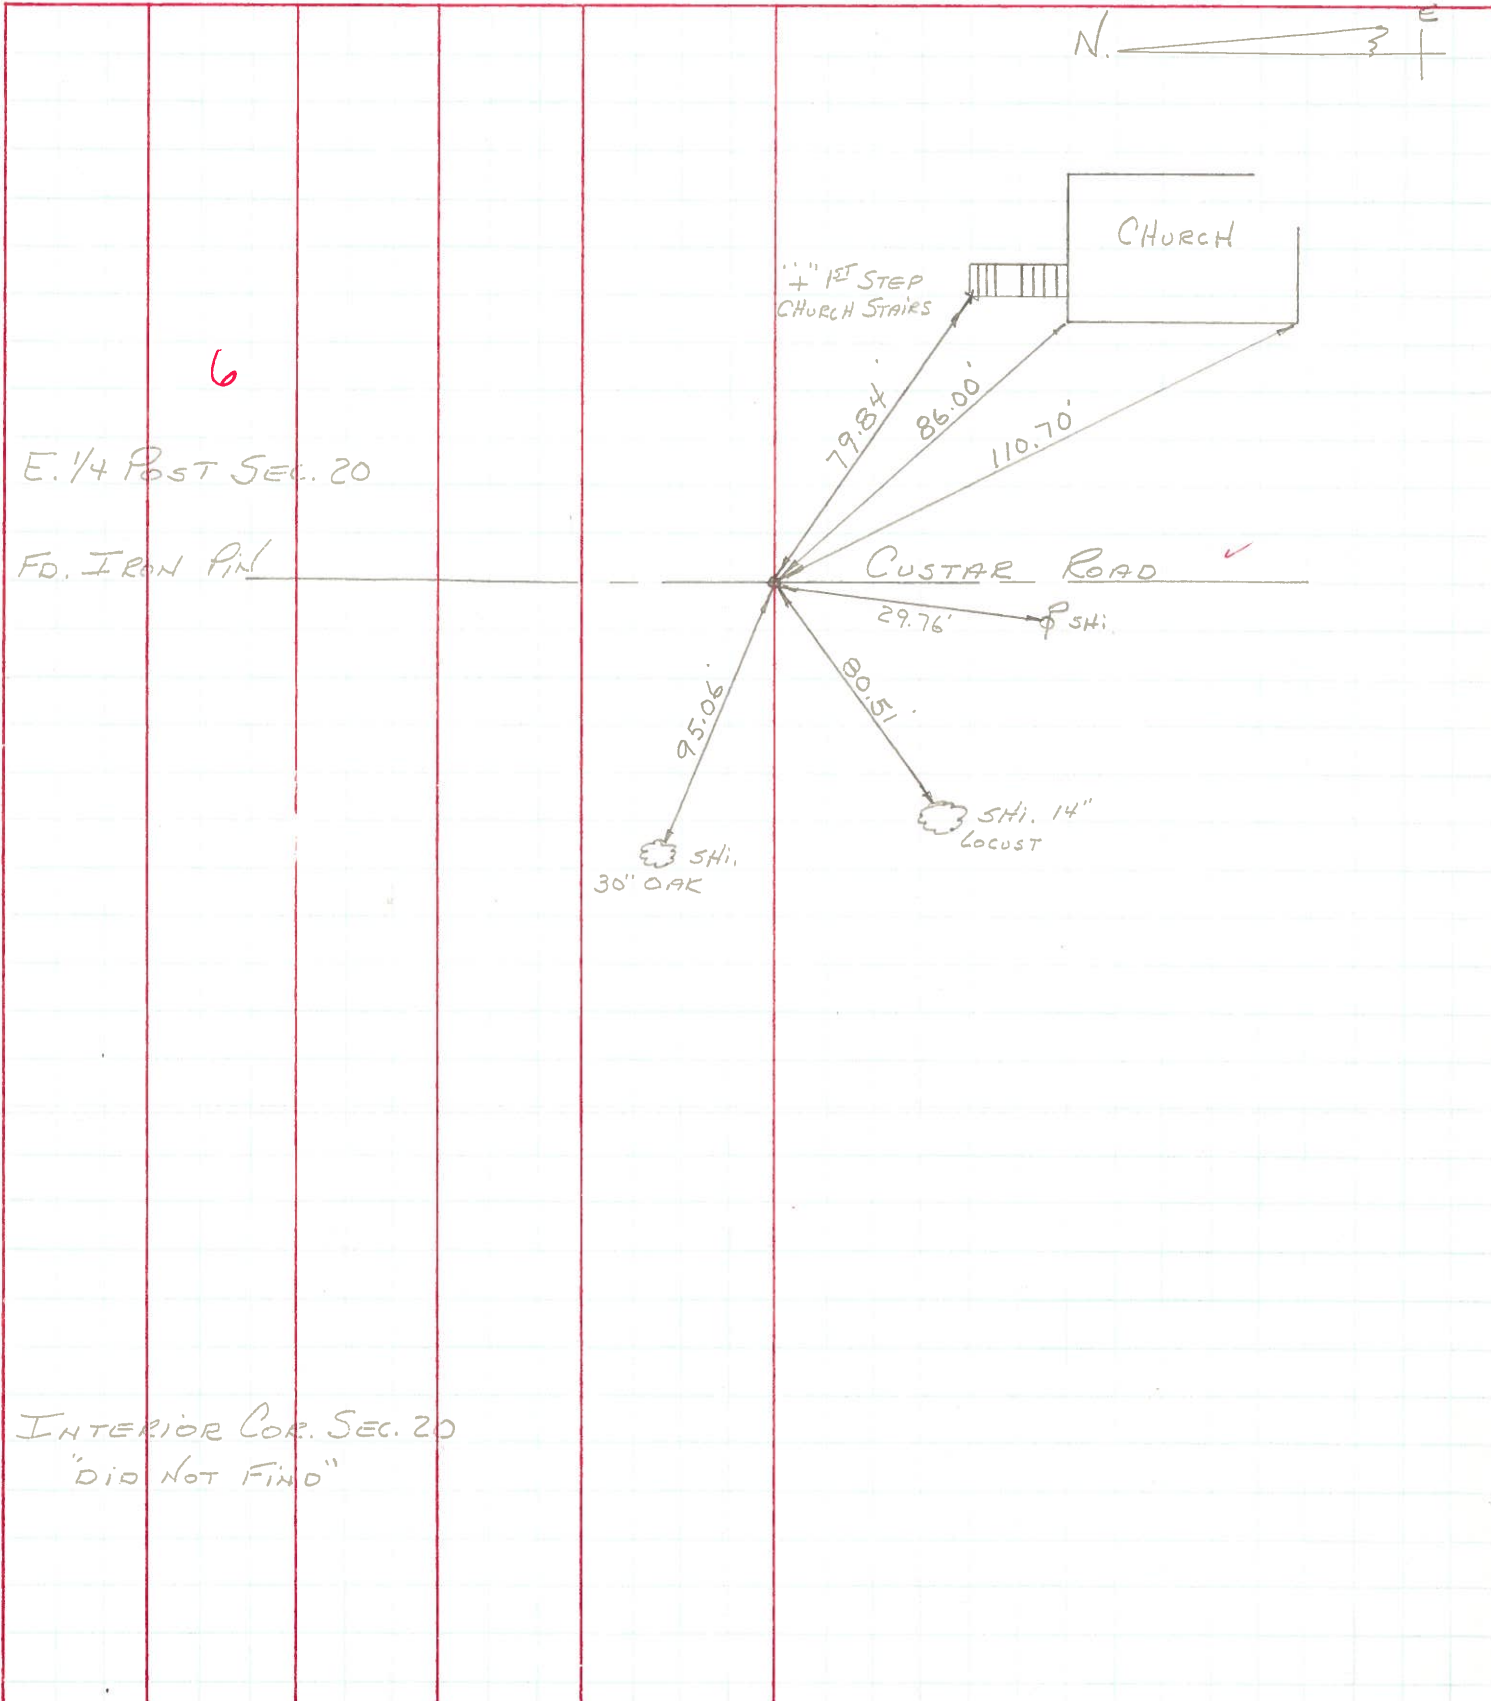 E
N.
CHURCH
"+" 1ST STEP
CHURCH STAIRS
6
79.84'
86.00'
110.70'
E. 1/4 POST SEC. 20
FD. IRON PIN
CUSTAR ROAD
29.76'
SHI.
95.06'
80.51'
SHI. 14"
LOCUST
SHI.
30" OAK
INTERIOR COR. SEC. 20
"DID NOT FIND"